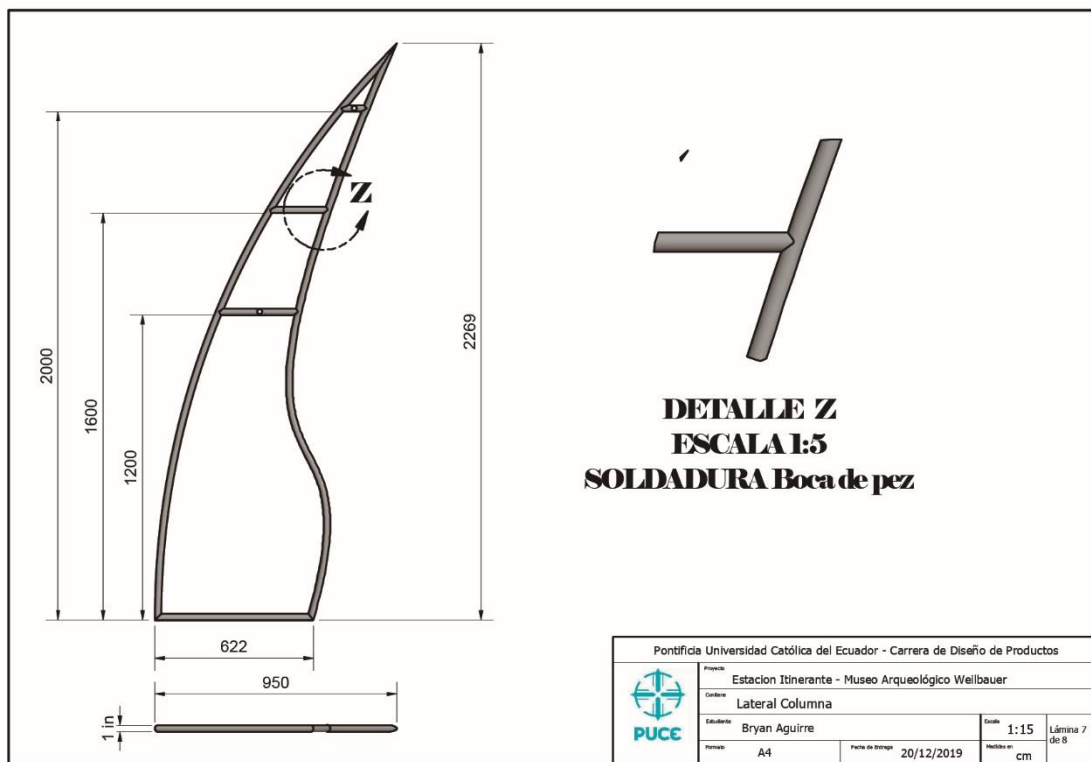 2269
2000
1600
1200
Z
622
950
1 in
DETALLE Z
ESCALA 1:5
SOLDADURA Boca de pez
Pontificia Universidad Católica del Ecuador - Carrera de Diseño de Productos
PUCE
Proyecto
Estacion Itinerante - Museo Arqueológico Weilbauer
Contiene
Lateral Columna
Estudiante
Bryan Aguirre
Escala
1:15
Lámina 7
de 8
Formato
A4
Fecha de Entrega
20/12/2019
Medidas en
cm